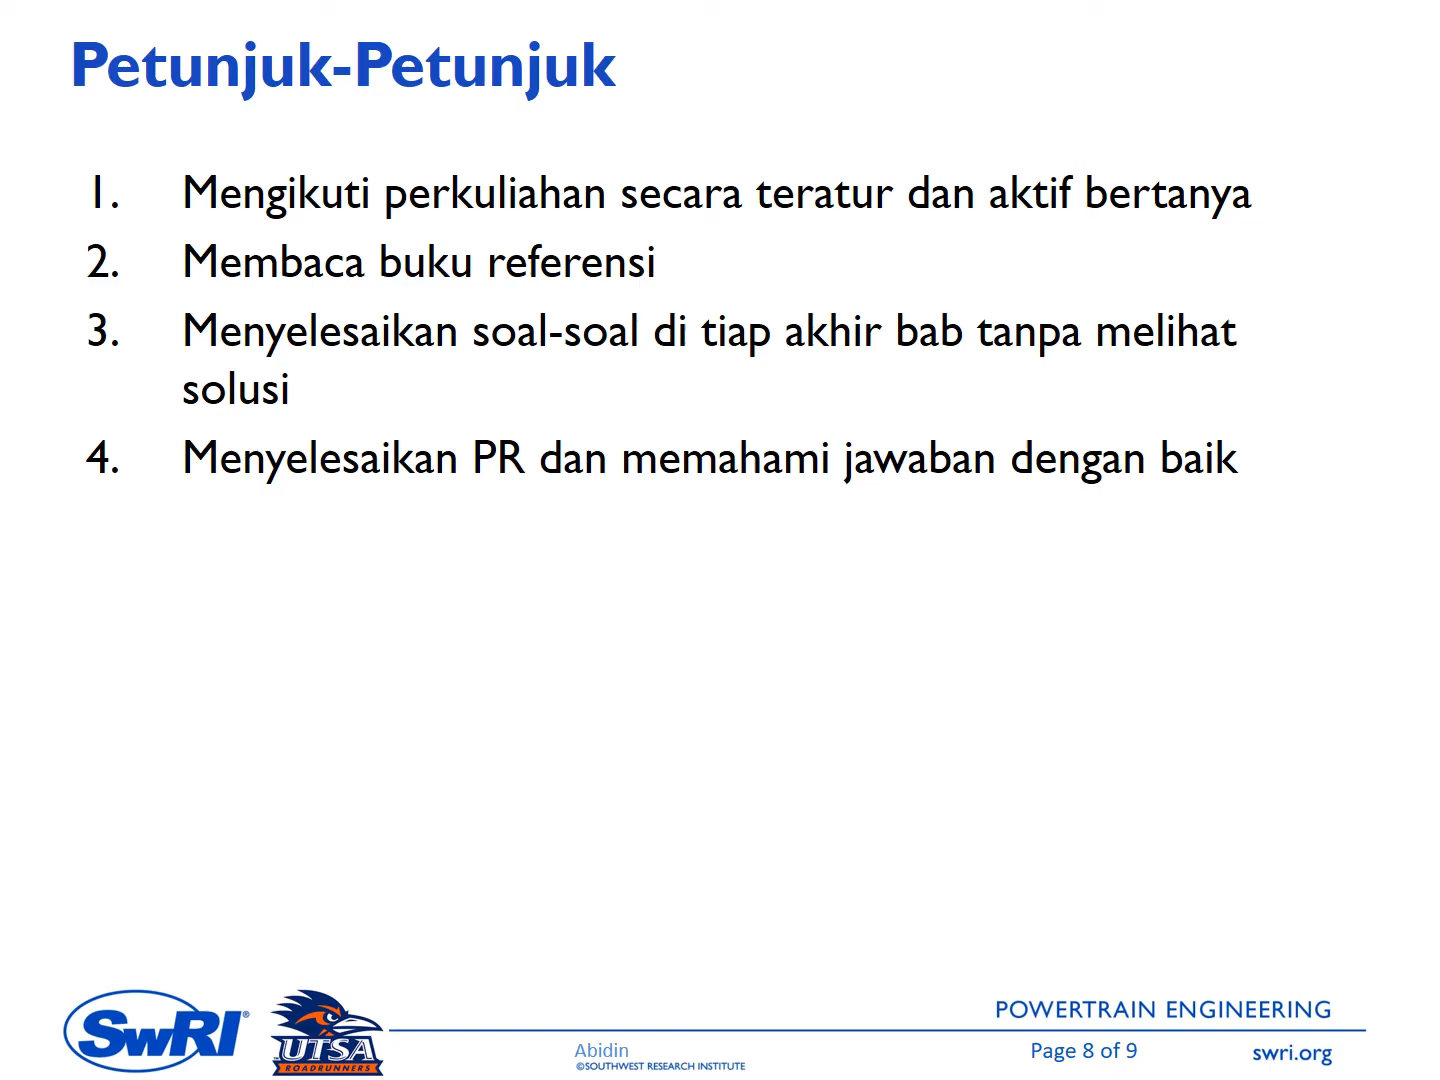 Petunjuk-Petunjuk
1. Mengikuti perkuliahan secara teratur dan aktif bertanya
2. Membaca buku referensi
3. Menyelesaikan soal-soal di tiap akhir bab tanpa melihat
solusi
4. Menyelesaikan PR dan memahami jawaban dengan baik
SwRI®
UTSA
ROADRUNNERS
Abidin
©SOUTHWEST RESEARCH INSTITUTE
POWERTRAIN ENGINEERING
Page 8 of 9
swri.org